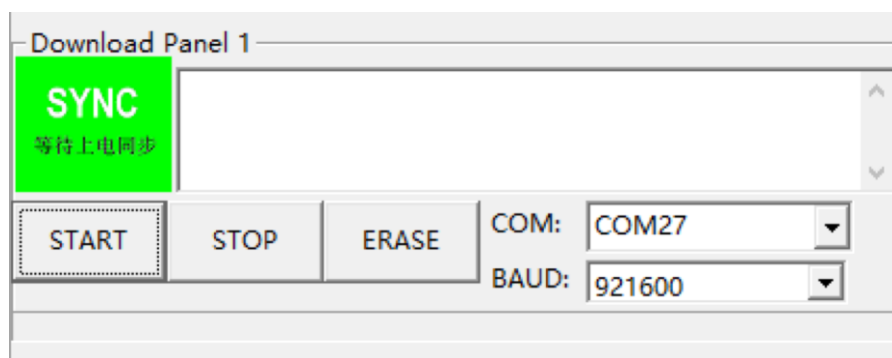 Download Panel 1
SYNC
等待上电同步
START STOP ERASE
COM: COM27
BAUD: 921600